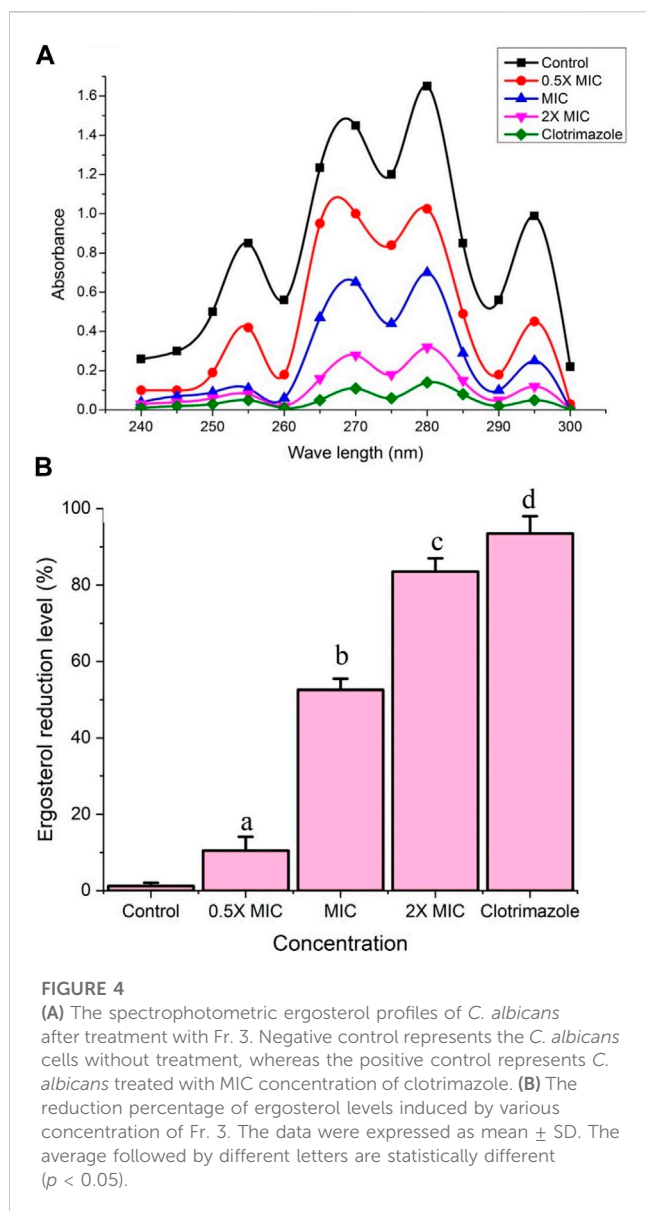 A
Control
0.5X MIC
MIC
2X MIC
Clotrimazole
1.6
1.4
1.2
1.0
0.8
0.6
0.4
0.2
0.0
Absorbance
240 250 260 270 280 290 300
Wave length (nm)
B
100
80
60
40
20
0
Ergosterol reduction level (%)
a
b
c
d
Control 0.5X MIC MIC 2X MIC Clotrimazole
Concentration
FIGURE 4
(A) The spectrophotometric ergosterol profiles of C. albicans
after treatment with Fr. 3. Negative control represents the C. albicans
cells without treatment, whereas the positive control represents C.
albicans treated with MIC concentration of clotrimazole. (B) The
reduction percentage of ergosterol levels induced by various
concentration of Fr. 3. The data were expressed as mean ± SD. The
average followed by different letters are statistically different
(p < 0.05).